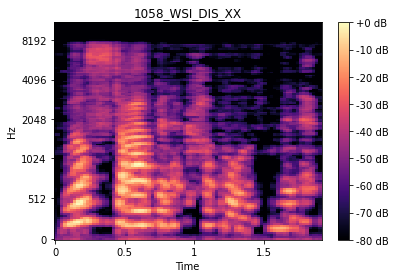 1058_WSI_DIS_XX
+0 dB
8192
-10 dB
4096
-20 dB
-30 dB
Hz
2048
-40 dB
1024
-50 dB
512
-60 dB
-70 dB
0
-80 dB
0
0.5
1
1.5
Time